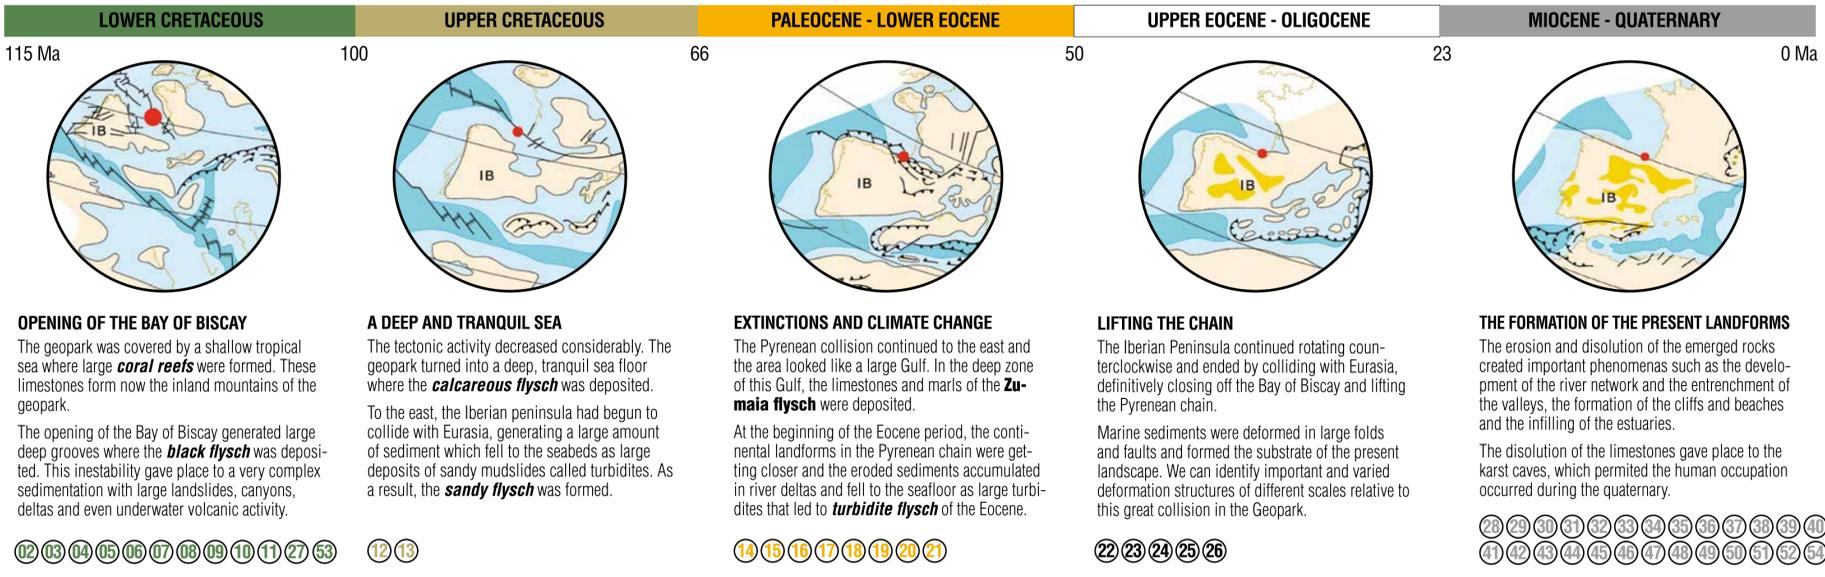 LOWER CRETACEOUS
UPPER CRETACEOUS
PALEOCENE - LOWER EOCENE
UPPER EOCENE - OLIGOCENE
MIOCENE - QUATERNARY
115 Ma
100
66
50
23
0 Ma
IB
IB
IB
IB
IB
OPENING OF THE BAY OF BISCAY
The geopark was covered by a shallow tropical
sea where large coral reefs were formed. These
limestones form now the inland mountains of the
geopark.
The opening of the Bay of Biscay generated large
deep grooves where the black flysch was deposi-
ted. This inestability gave place to a very complex
sedimentation with large landslides, canyons,
deltas and even underwater volcanic activity.
02 03 04 05 06 07 08 09 10 11 27 53
A DEEP AND TRANQUIL SEA
The tectonic activity decreased considerably. The
geopark turned into a deep, tranquil sea floor
where the calcareous flysch was deposited.
To the east, the Iberian peninsula had begun to
collide with Eurasia, generating a large amount
of sediment which fell to the seabeds as large
deposits of sandy mudslides called turbidites. As
a result, the sandy flysch was formed.
12 13
EXTINCTIONS AND CLIMATE CHANGE
The Pyrenean collision continued to the east and
the area looked like a large Gulf. In the deep zone
of this Gulf, the limestones and marls of the Zu-
maia flysch were deposited.
At the beginning of the Eocene period, the conti-
nental landforms in the Pyrenean chain were get-
ting closer and the eroded sediments accumulated
in river deltas and fell to the seafloor as large turbi-
dites that led to turbidite flysch of the Eocene.
14 15 16 17 18 19 20 21
LIFTING THE CHAIN
The Iberian Peninsula continued rotating coun-
terclockwise and ended by colliding with Eurasia,
definitively closing off the Bay of Biscay and lifting
the Pyrenean chain.
Marine sediments were deformed in large folds
and faults and formed the substrate of the present
landscape. We can identify important and varied
deformation structures of different scales relative to
this great collision in the Geopark.
22 23 24 25 26
THE FORMATION OF THE PRESENT LANDFORMS
The erosion and disolution of the emerged rocks
created important phenomenas such as the develo-
pment of the river network and the entrenchment of
the valleys, the formation of the cliffs and beaches
and the infilling of the estuaries.
The disolution of the limestones gave place to the
karst caves, which permited the human occupation
occurred during the quaternary.
28 29 30 31 32 33 34 35 36 37 38 39 40
41 42 43 44 45 46 47 48 49 50 51 52 54